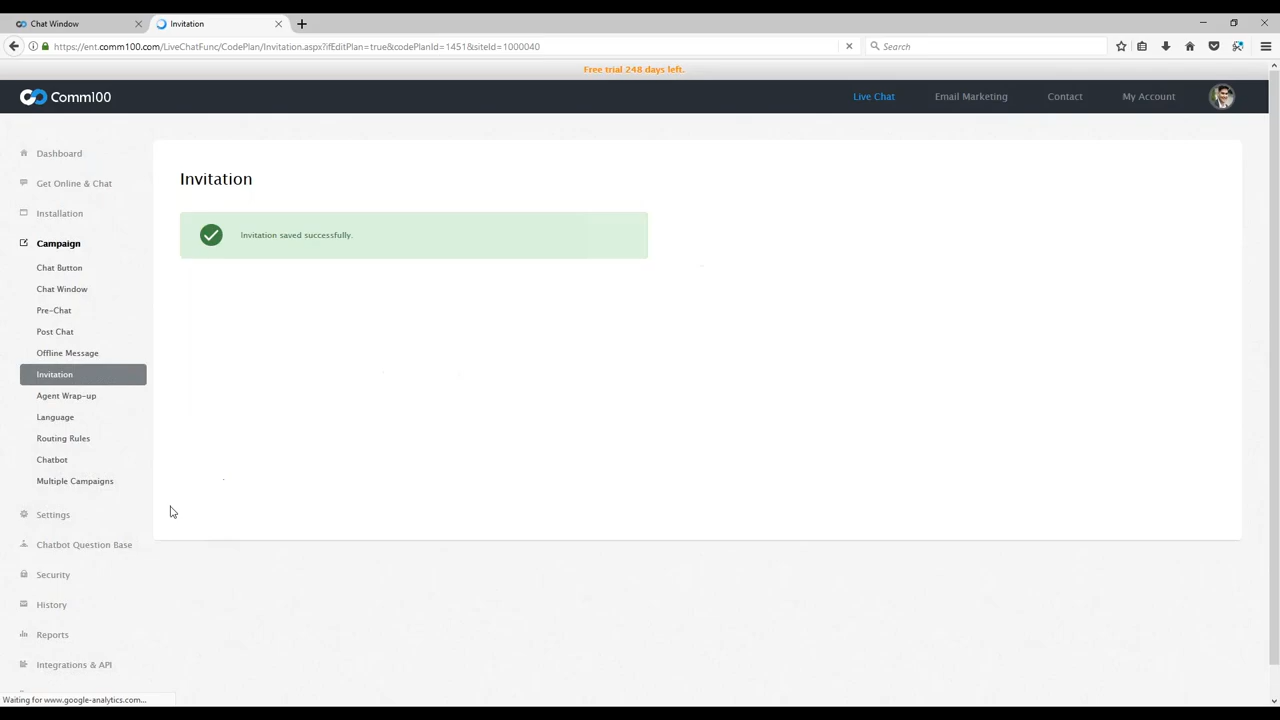 Chat Window
Invitation
https://ent.comm100.com/LiveChatFunc/CodePlan/Invitation.aspx?ifEditPlan=true&codePlanId=1451&siteId=1000040
Search
Free trial 248 days left.
Comm100
Live Chat
Email Marketing
Contact
My Account
Dashboard
Get Online & Chat
Installation
Campaign
Chat Button
Chat Window
Pre-Chat
Post Chat
Offline Message
Invitation
Agent Wrap-up
Language
Routing Rules
Chatbot
Multiple Campaigns
Settings
Chatbot Question Base
Security
History
Reports
Integrations & API
Invitation
Invitation saved successfully.
Waiting for www.google-analytics.com...